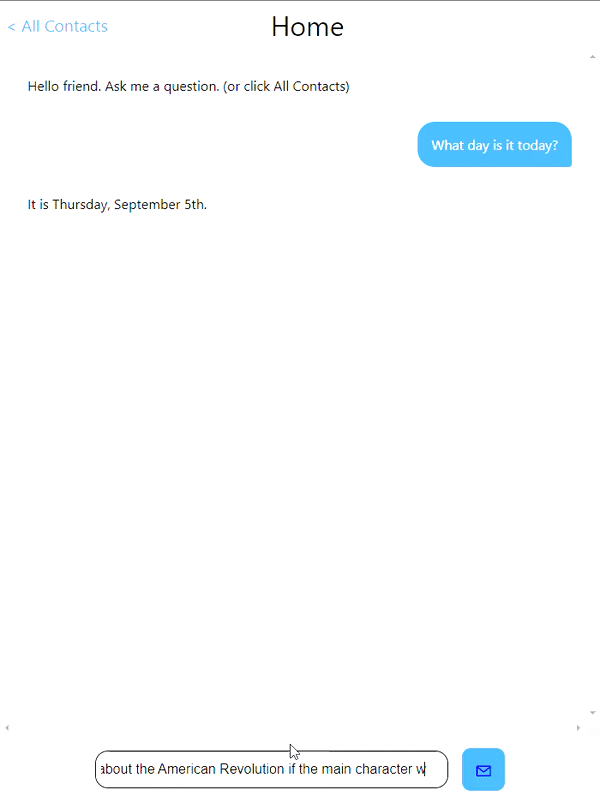 < All Contacts
Home
Hello friend. Ask me a question. (or click All Contacts)
What day is it today?
It is Thursday, September 5th.
about the American Revolution if the main character w